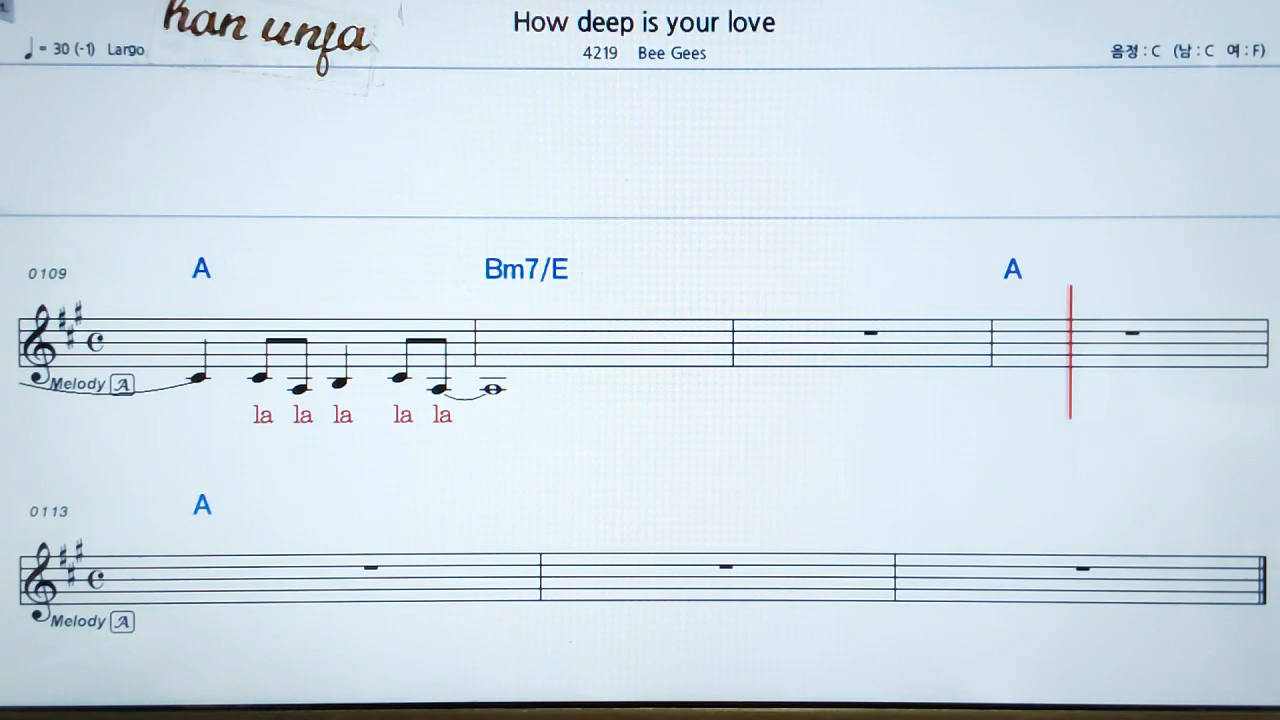 han unfa
How deep is your love
♩ = 30 (-1) Largo
4219 Bee Gees
음정 : C (남 : C 여 : F)
0109
A
Bm7/E
A
Melody A
la la la la la
0113
A
Melody A